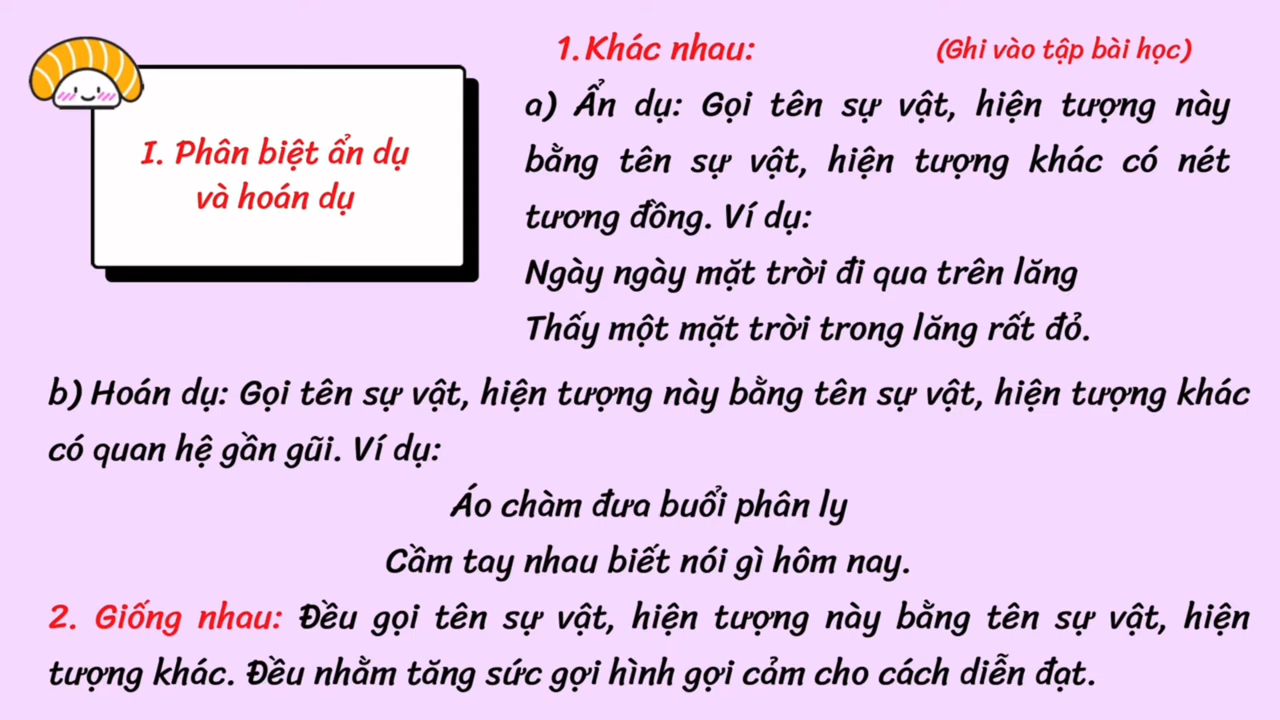 I. Phân biệt ẩn dụ
và hoán dụ
1. Khác nhau:
(Ghi vào tập bài học)
a) Ẩn dụ: Gọi tên sự vật, hiện tượng này
bằng tên sự vật, hiện tượng khác có nét
tương đồng. Ví dụ:
Ngày ngày mặt trời đi qua trên lăng
Thấy một mặt trời trong lăng rất đỏ.
b) Hoán dụ: Gọi tên sự vật, hiện tượng này bằng tên sự vật, hiện tượng khác
có quan hệ gần gũi. Ví dụ:
Áo chàm đưa buổi phân ly
Cầm tay nhau biết nói gì hôm nay.
2. Giống nhau: Đều gọi tên sự vật, hiện tượng này bằng tên sự vật, hiện
tượng khác. Đều nhằm tăng sức gợi hình gợi cảm cho cách diễn đạt.